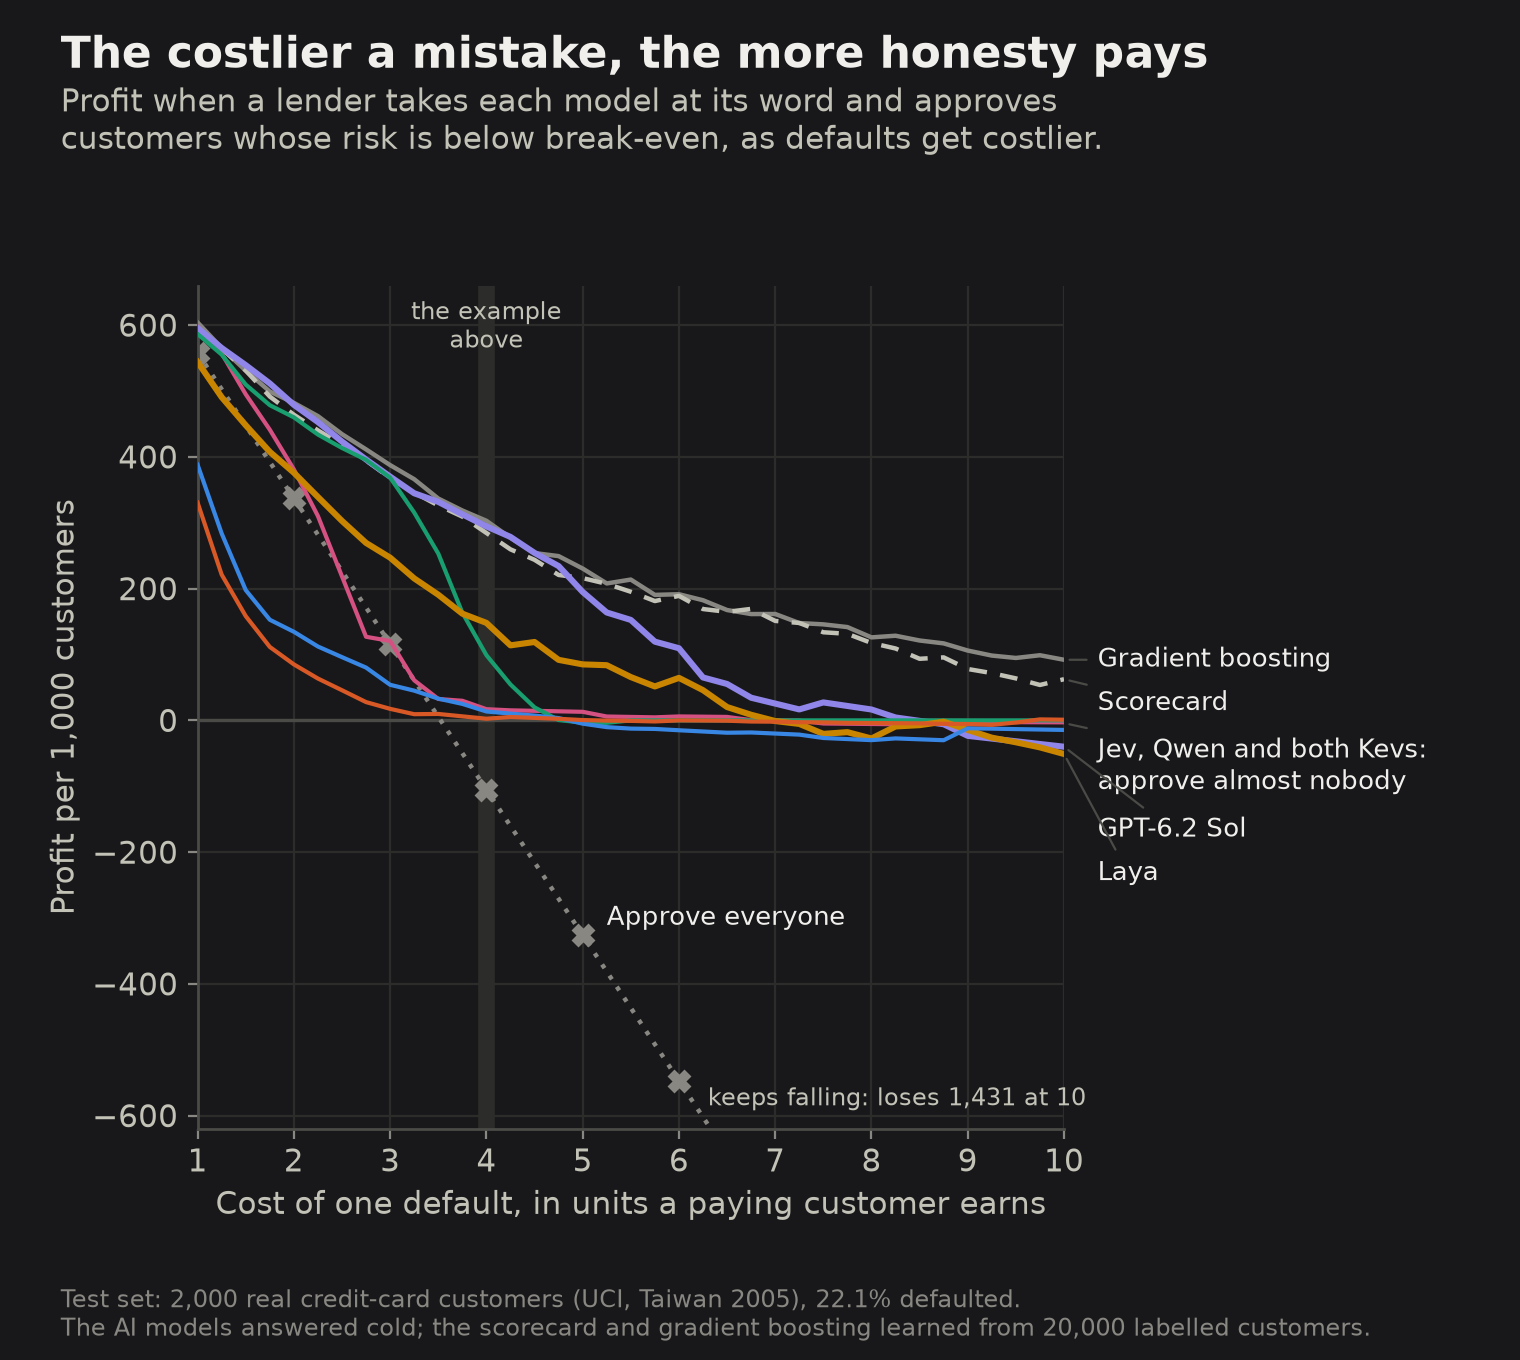 The costlier a mistake, the more honesty pays
Profit when a lender takes each model at its word and approves
customers whose risk is below break-even, as defaults get costlier.
the example
above
600
400
200
0
−200
−400
−600
Profit per 1,000 customers
Gradient boosting
Scorecard
Jev, Qwen and both Kevs:
approve almost nobody
GPT-6.2 Sol
Laya
Approve everyone
keeps falling: loses 1,431 at 10
1 2 3 4 5 6 7 8 9 10
Cost of one default, in units a paying customer earns
Test set: 2,000 real credit-card customers (UCI, Taiwan 2005), 22.1% defaulted.
The AI models answered cold; the scorecard and gradient boosting learned from 20,000 labelled customers.